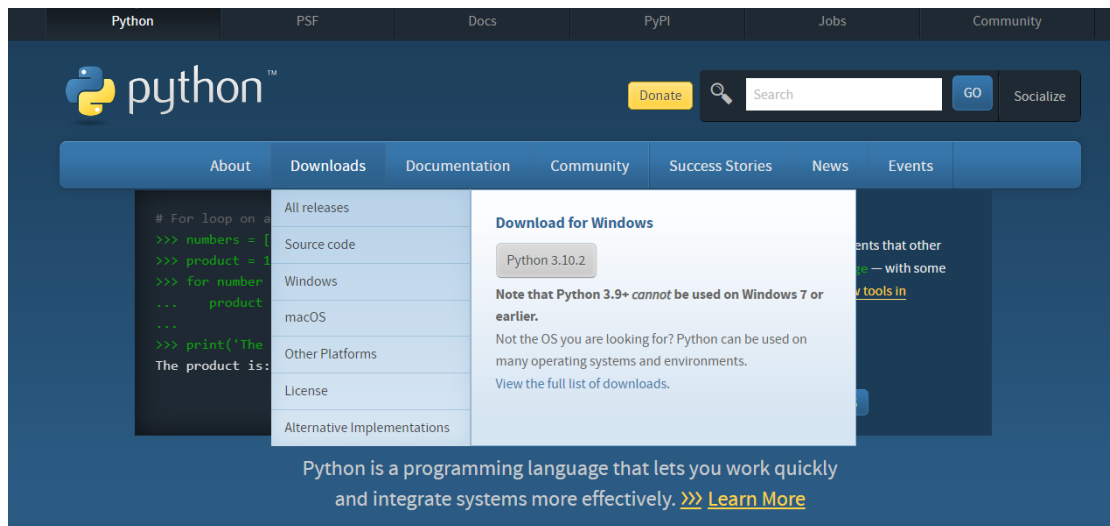 Python PSF Docs PyPI Jobs Community
python™
Donate Search GO Socialize
About Downloads Documentation Community Success Stories News Events
# For loop on a
>>> numbers = [
>>> product = 1
>>> for number
... product
...
>>> print('The
The product is:
All releases
Source code
Windows
macOS
Other Platforms
License
Alternative Implementations
Download for Windows
Python 3.10.2
Note that Python 3.9+ cannot be used on Windows 7 or
earlier.
Not the OS you are looking for? Python can be used on
many operating systems and environments.
View the full list of downloads.
that other
— with some
tools in
Python is a programming language that lets you work quickly
and integrate systems more effectively. >>> Learn More